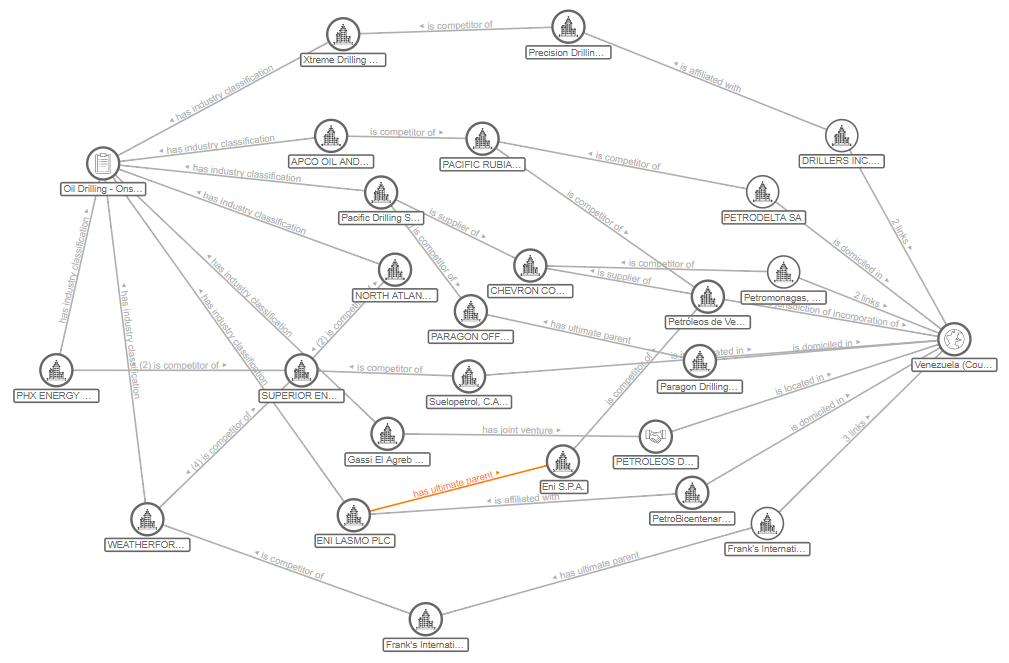 ◂ is competitor of
Xtreme Drilling ...
Precision Drillin...
◂ is affiliated with
◂ has industry classification
◂ has industry classification
is competitor of ▸
APCO OIL AND...
PACIFIC RUBIA...
◂ is competitor of
DRILLERS INC....
Oil Drilling - Ons...
◂ has industry classification
◂ has industry classification
Pacific Drilling S...
is supplier of ▸
is competitor of ▸
PETRODELTA SA
2 links ▸
is domiciled in ▸
is competitor of ▸
◂ is competitor of
◂ is supplier of
CHEVRON CO...
NORTH ATLAN...
Petromonagas, ...
2 links ▸
has industry classification ▸
◂ has industry classification
◂ has industry classification
◂ has industry classification
PARAGON OFF...
Petróleos de Ve...
jurisdiction of incorporation of ▸
◂ has ultimate parent
◂ (2) is competitor of
is domiciled in ▸
Venezuela (Cou...
(2) is competitor of ▸
◂ is competitor of
PHX ENERGY ...
SUPERIOR EN...
Suelopetrol, C.A...
Paragon Drilling...
is located in ▸
is competitor of ▸
is domiciled in ▸
◂ (4) is competitor of ▸
has joint venture ▸
3 links ▸
Gassi El Agreb ...
PETROLEOS D...
has ultimate parent ▸
Eni S.P.A.
◂ is affiliated with
PetroBicentenar...
WEATHERFOR...
ENI LASMO PLC
Frank's Internati...
◂ is competitor of
◂ has ultimate parent
Frank's Internati...